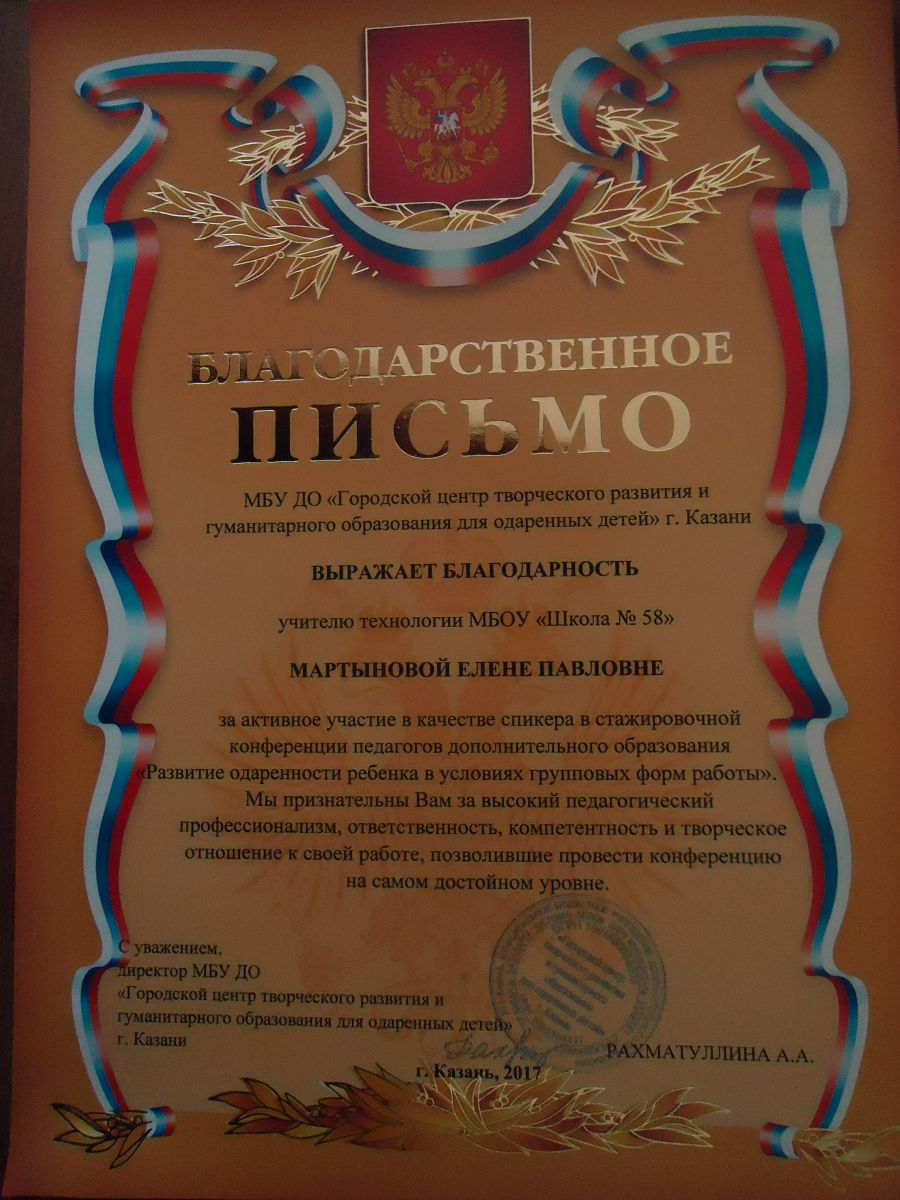 БЛАГОДАРСТВЕННОЕ
ПИСЬМО
МБУ ДО «Городской центр творческого развития и
гуманитарного образования для одаренных детей» г. Казани
ВЫРАЖАЕТ БЛАГОДАРНОСТЬ
учителю технологии МБОУ «Школа № 58»
МАРТЫНОВОЙ ЕЛЕНЕ ПАВЛОВНЕ
за активное участие в качестве спикера в стажировочной
конференции педагогов дополнительного образования
«Развитие одаренности ребенка в условиях групповых форм работы».
Мы признательны Вам за высокий педагогический
профессионализм, ответственность, компетентность и творческое
отношение к своей работе, позволившие провести конференцию
на самом достойном уровне.
С уважением,
директор МБУ ДО
«Городской центр творческого развития и
гуманитарного образования для одаренных детей»
г. Казани
РАХМАТУЛЛИНА А.А.
г. Казань, 2017